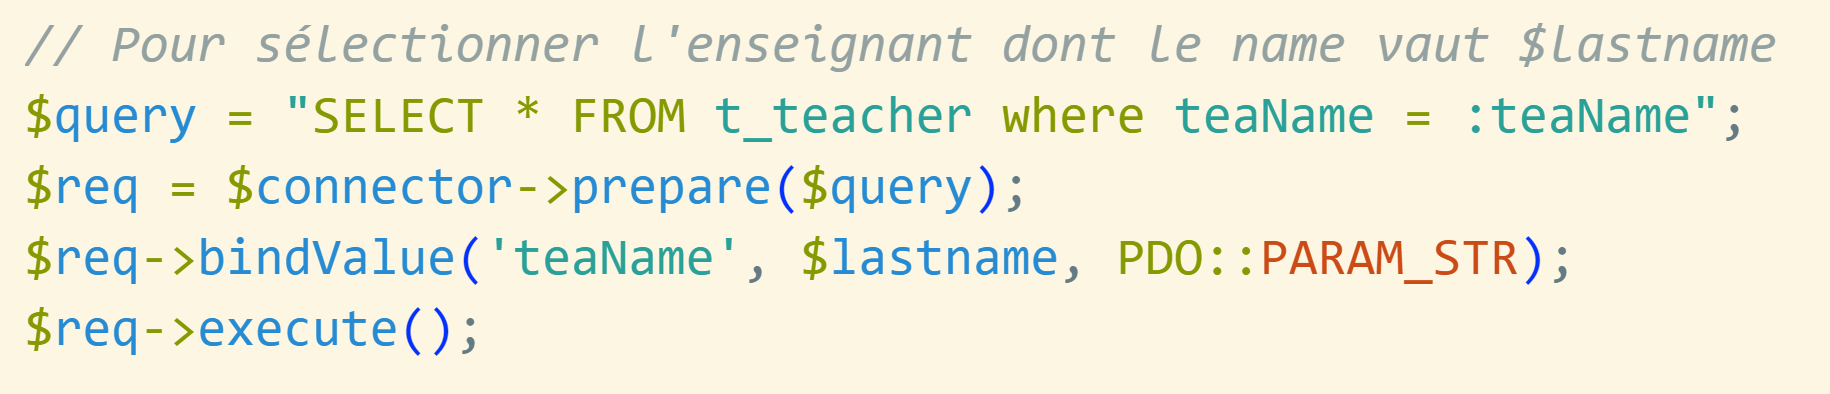 // Pour sélectionner l'enseignant dont le name vaut $lastname
$query = "SELECT * FROM t_teacher where teaName = :teaName";
$req = $connector->prepare($query);
$req->bindValue('teaName', $lastname, PDO::PARAM_STR);
$req->execute();